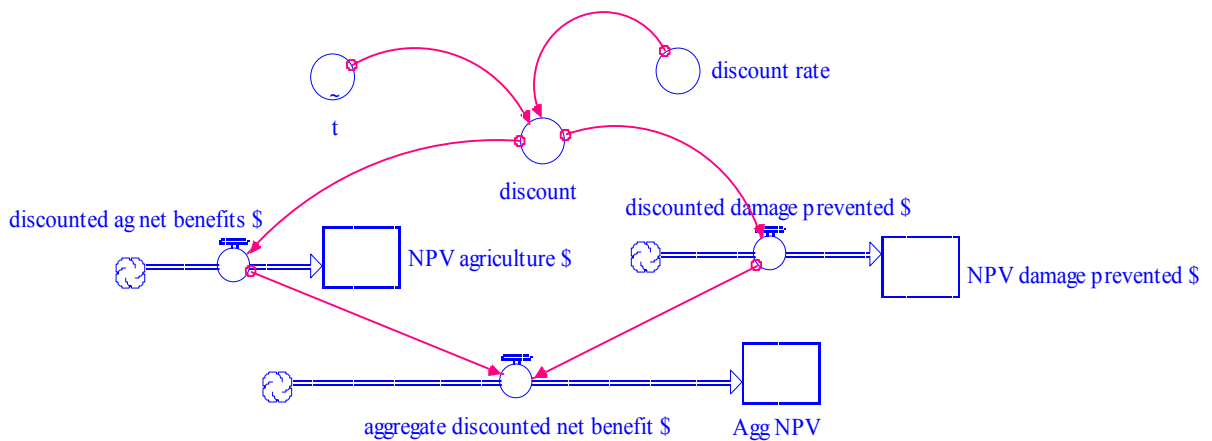 discount rate
~
t
discount
discounted ag net benefits $
discounted damage prevented $
NPV agriculture $
NPV damage prevented $
aggregate discounted net benefit $
Agg NPV